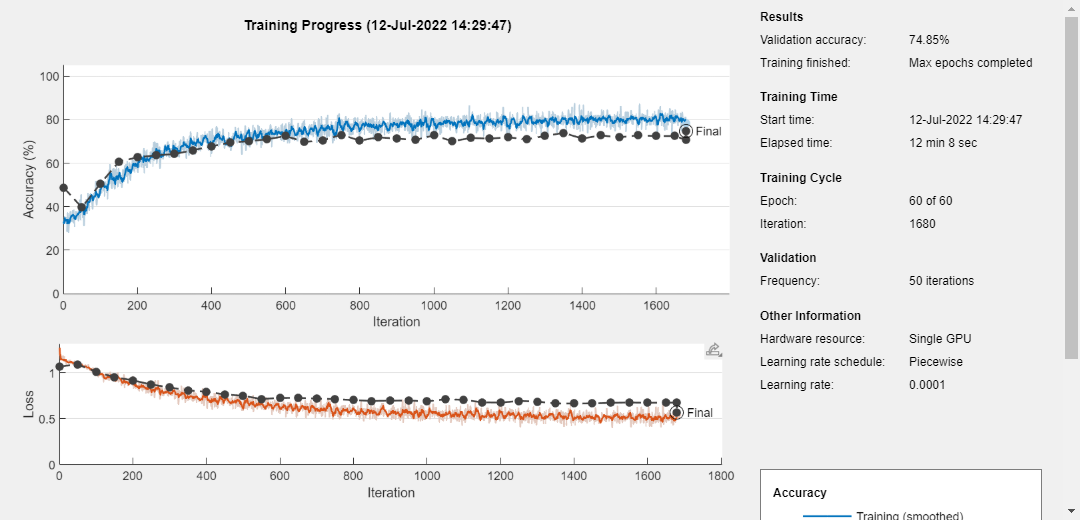 Training Progress (12-Jul-2022 14:29:47)
100
80
60
40
20
0
Accuracy (%)
Final
0 200 400 600 800 1000 1200 1400 1600
Iteration
1
0.5
0
Loss
Final
0 200 400 600 800 1000 1200 1400 1600 1800
Iteration
Results
Validation accuracy: 74.85%
Training finished: Max epochs completed
Training Time
Start time: 12-Jul-2022 14:29:47
Elapsed time: 12 min 8 sec
Training Cycle
Epoch: 60 of 60
Iteration: 1680
Validation
Frequency: 50 iterations
Other Information
Hardware resource: Single GPU
Learning rate schedule: Piecewise
Learning rate: 0.0001
Accuracy
Training (smoothed)